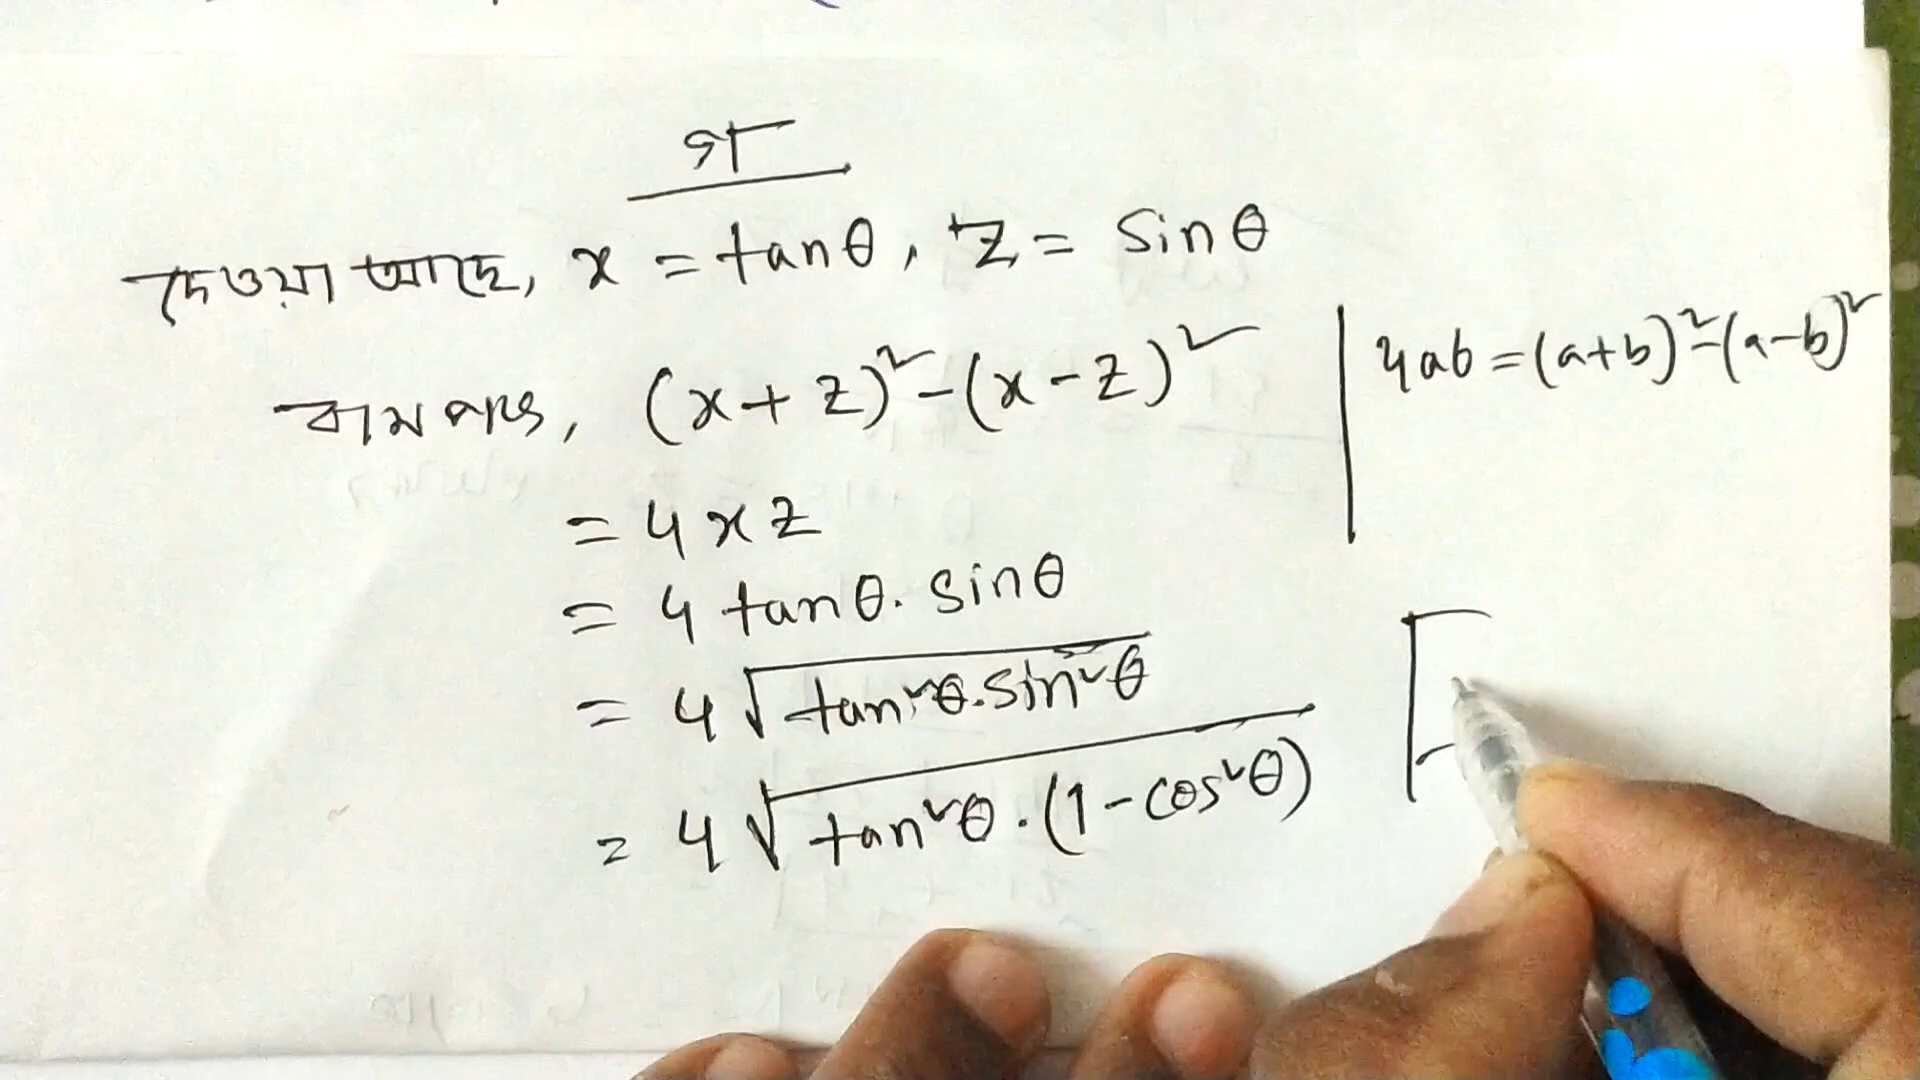 গ
দেওয়া আছে, x = tanθ, z = sinθ
বামপক্ষ, (x+z)²-(x-z)²
4ab=(a+b)²-(a-b)²
= 4xz
= 4 tanθ. sinθ
= 4√tan²θ.sin²θ
= 4√tan²θ.(1-cos²θ)